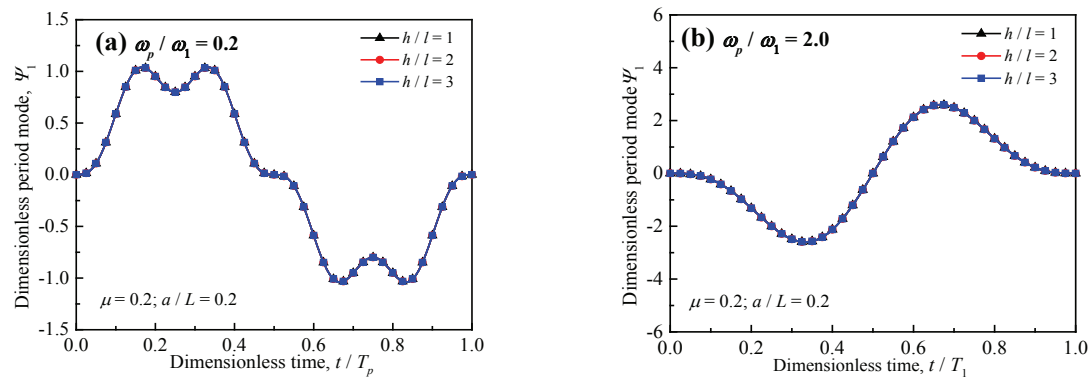 (a) ωp / ω1 = 0.2
h / l = 1
h / l = 2
h / l = 3
1.5
1.0
0.5
0.0
-0.5
-1.0
-1.5
Dimensionless period mode, Ψ1
μ = 0.2; a / L = 0.2
0.0 0.2 0.4 0.6 0.8 1.0
Dimensionless time, t / Tp
(b) ωp / ω1 = 2.0
h / l = 1
h / l = 2
h / l = 3
6
4
2
0
-2
-4
-6
Dimensionless period mode Ψ1
μ = 0.2; a / L = 0.2
0.0 0.2 0.4 0.6 0.8 1.0
Dimensionless time, t / T1